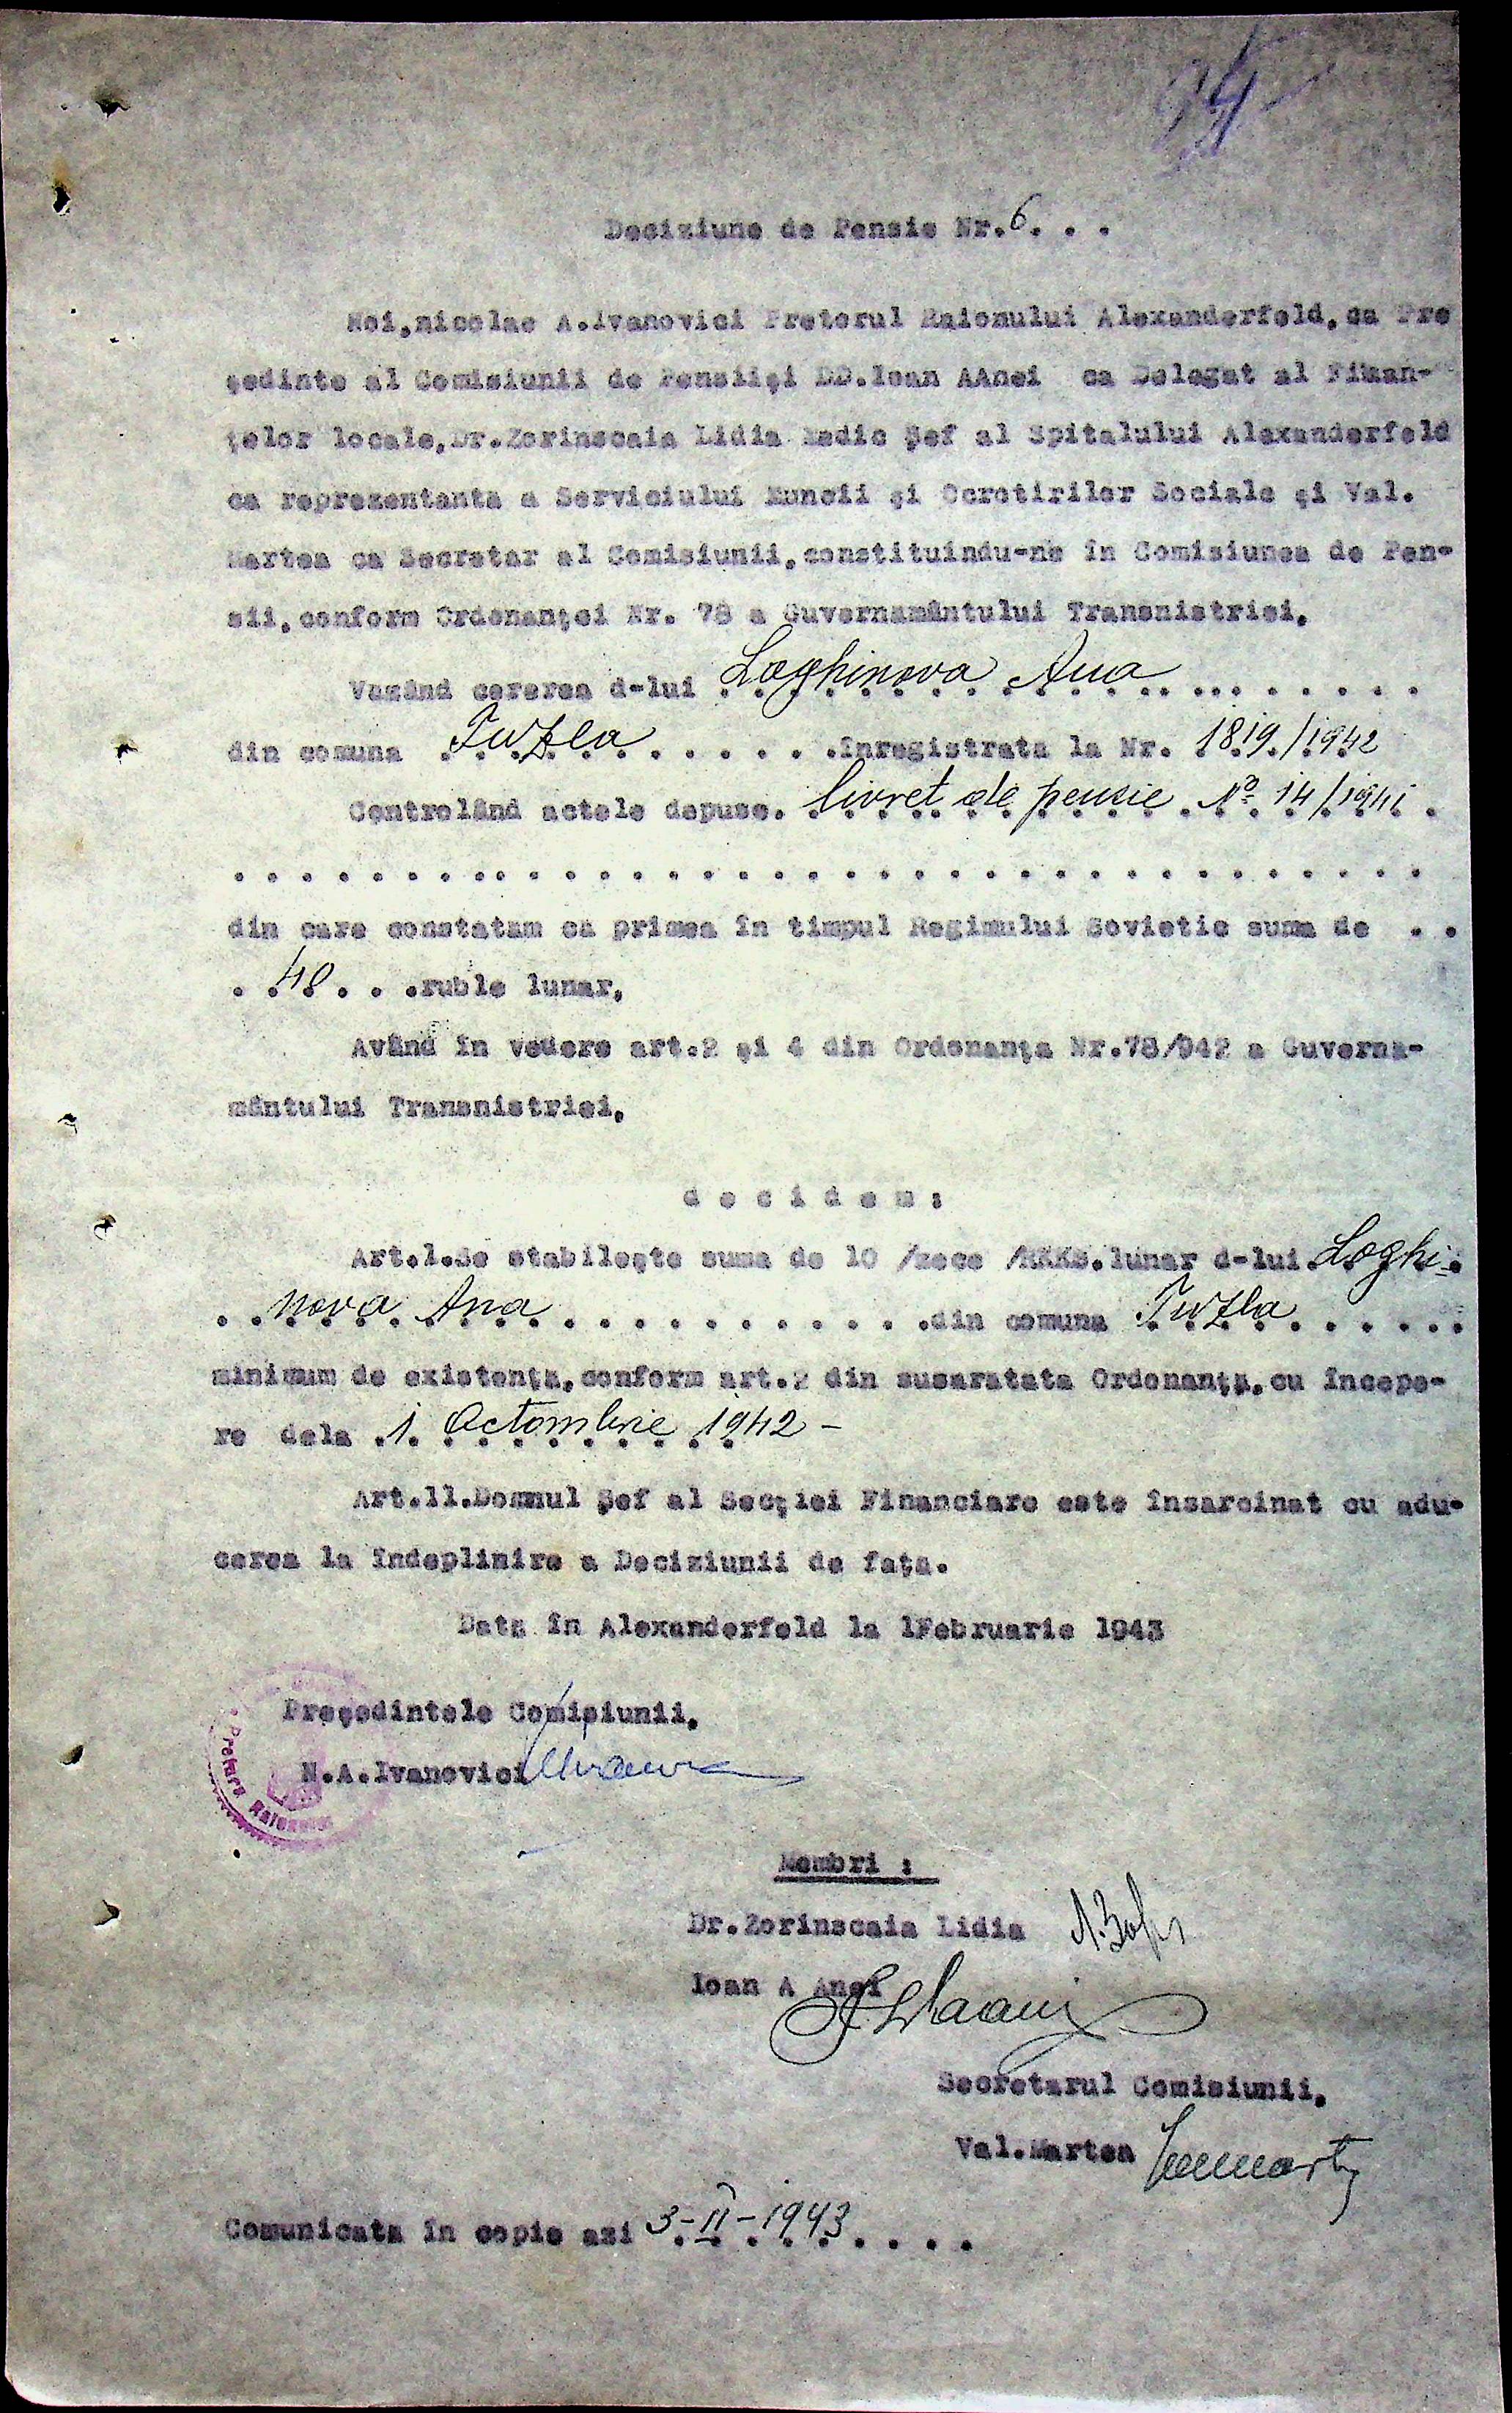 94
Deciziune de Pensie Nr.6. . .
Noi,nicolae A.Ivanovici Pretorul Raionului Alexanderfeld,ca Pre
şedinte al Comisiunii de Pensiişi DD.Ioan AAnei ca Delegat al Finan-
ţelor locale,Dr.Zorinscaia Lidia Medic Şef al Spitalului Alexanderfeld
ca reprezentanta a Serviciului Muncii şi Ocrotirilor Sociale şi Val.
Martea ca Secretar al Comisiunii,constituindu-ne în Comisiunea de Pen-
sii,conform Ordonanţei Nr. 78 a Guvernamântului Transnistriei.
Vazând cererea d-lui Loghinova Ana . . . . . .
din comuna Tuzla . . . . . .înregistrata la Nr. 1819/1942
Controlând actele depuse. livret de pensie No 14/1941 .
. . . . . . . . . . . . . . . . . . . . . . . . . . . . . . . . . .
din care constatam ca primea în timpul Regimului Sovietic suma de . .
. 40. . . .ruble lunar,
Având în vedere art.2 şi 4 din Ordonanţa Nr.78/942 a Guverna-
mântului Transnistriei,
d e c i d e m :
Art.1.Se stabileşte suma de 10 /zece /RKKS.lunar d-lui Loghi-
nova Ana . . . . . . . . . . .din comuna Tuzla . . . . .
minimum de existenţa,conform art.2 din susaratata Ordonanţa,cu începe-
re dela 1 Octombrie 1942 -
Art.11.Domnul Şef al Secţiei Financiare este însarcinat cu adu-
cerea la îndeplinire a Deciziunii de faţa.
Data în Alexanderfeld la 1Februarie 1943
Preşedintele Comisiunii,
N.A.Ivanovici
Pretura Raionului
Membri :
Dr.Zorinscaia Lidia
Ioan A Anei
Secretarul Comisiunii,
Val.Martea
Comunicata în copie azi 3-II-1943 . . . .